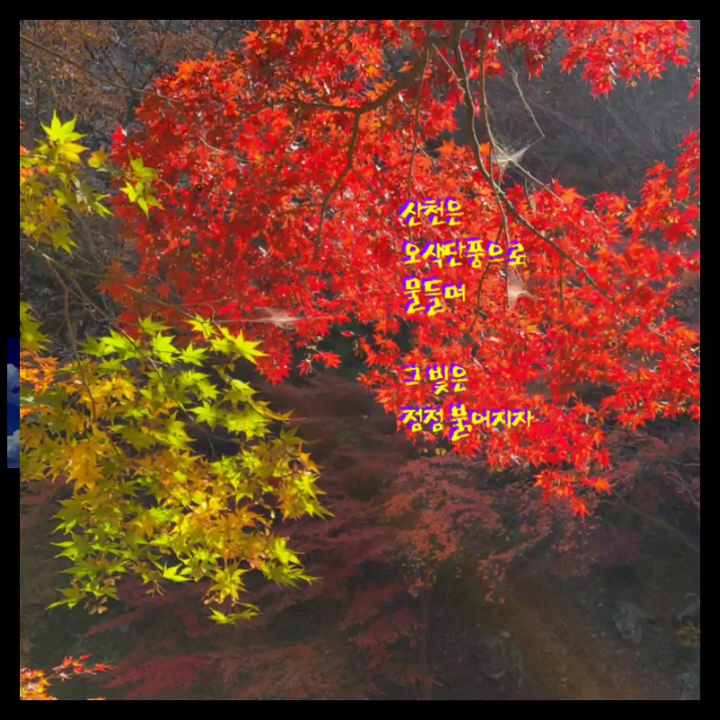 산천은
오색단풍으로
물들며
그 빛은
점점 붉어지자